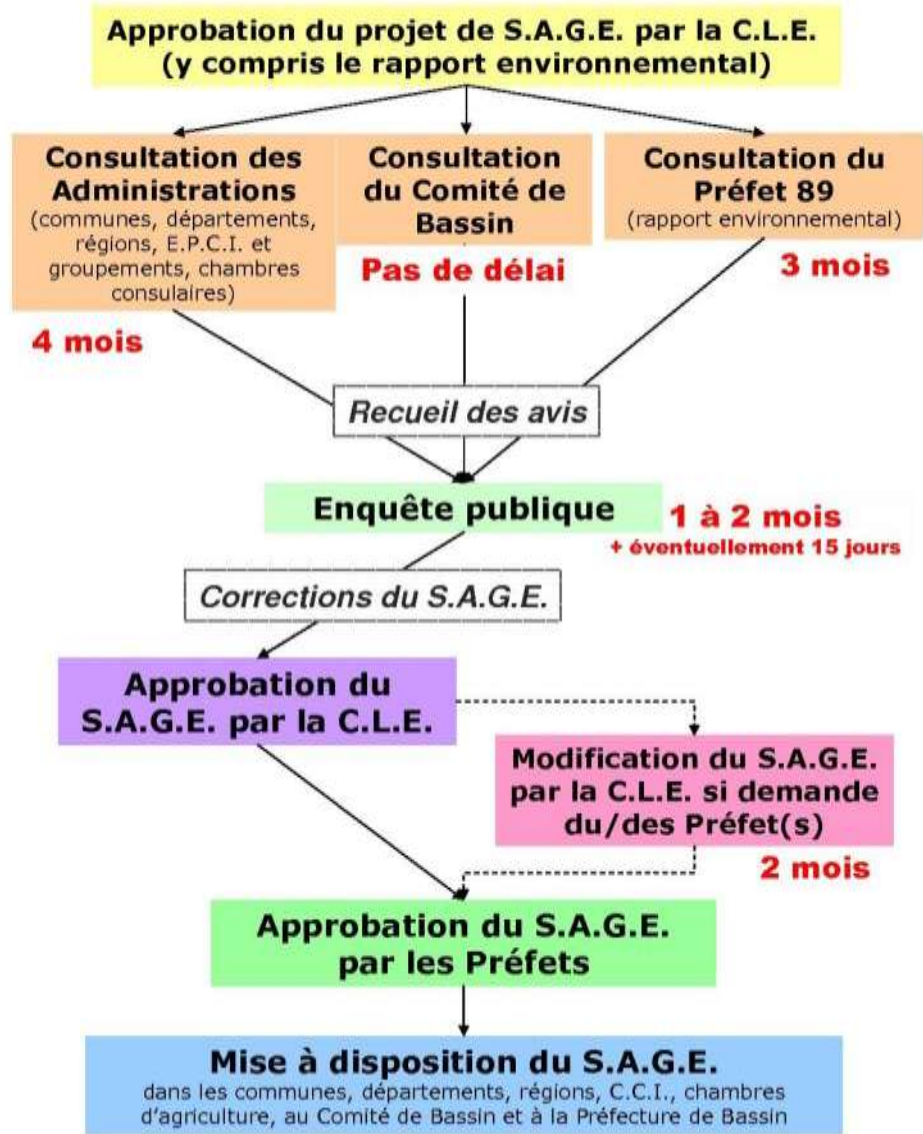 Approbation du projet de S.A.G.E. par la C.L.E.
(y compris le rapport environnemental)
Consultation des
Administrations
(communes, départements,
régions, E.P.C.I. et
groupements, chambres
consulaires)
4 mois
Consultation
du Comité de
Bassin
Pas de délai
Consultation du
Préfet 89
(rapport environnemental)
3 mois
Recueil des avis
Enquête publique
1 à 2 mois
+ éventuellement 15 jours
Corrections du S.A.G.E.
Approbation du
S.A.G.E. par la C.L.E.
Modification du S.A.G.E.
par la C.L.E. si demande
du/des Préfet(s)
2 mois
Approbation du S.A.G.E.
par les Préfets
Mise à disposition du S.A.G.E.
dans les communes, départements, régions, C.C.I., chambres
d'agriculture, au Comité de Bassin et à la Préfecture de Bassin